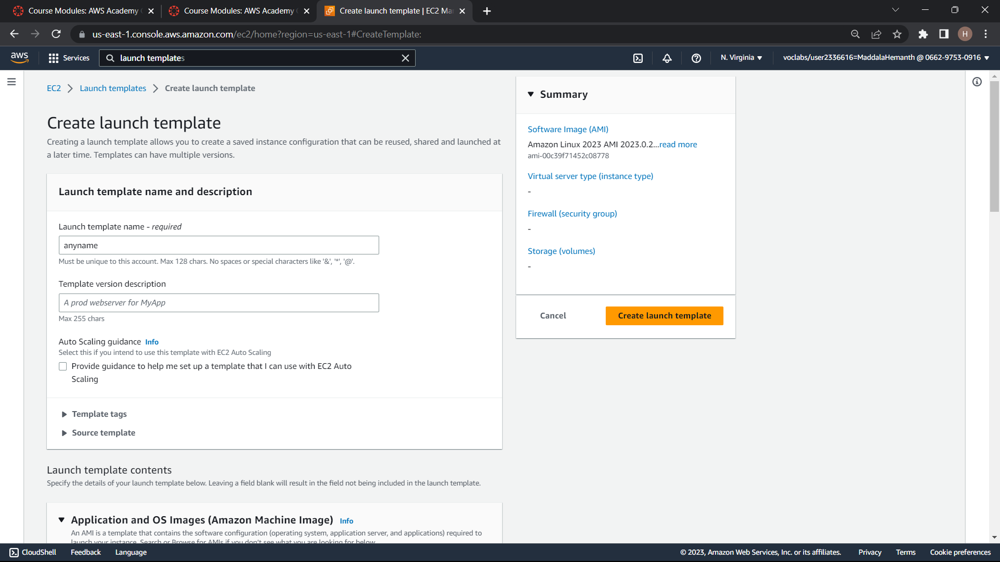 Course Modules: AWS Academy
Course Modules: AWS Academy
Create launch template | EC2 Ma
us-east-1.console.aws.amazon.com/ec2/home?region=us-east-1#CreateTemplate:
H
aws
Services
launch templates
N. Virginia
voclabs/user2336616=MaddalaHemanth @ 0662-9753-0916
EC2 > Launch templates > Create launch template
Create launch template
Creating a launch template allows you to create a saved instance configuration that can be reused, shared and launched at
a later time. Templates can have multiple versions.
Launch template name and description
Launch template name - required
anyname
Must be unique to this account. Max 128 chars. No spaces or special characters like '&', '*', '@'.
Template version description
A prod webserver for MyApp
Max 255 chars
Auto Scaling guidance Info
Select this if you intend to use this template with EC2 Auto Scaling
Provide guidance to help me set up a template that I can use with EC2 Auto
Scaling
Template tags
Source template
Launch template contents
Specify the details of your launch template below. Leaving a field blank will result in the field not being included in the launch template.
Application and OS Images (Amazon Machine Image) Info
An AMI is a template that contains the software configuration (operating system, application server, and applications) required to
launch your instance. Search or Browse for AMIs if you don't see what you are looking for below
Summary
Software Image (AMI)
Amazon Linux 2023 AMI 2023.0.2...read more
ami-00c39f71452c08778
Virtual server type (instance type)
-
Firewall (security group)
-
Storage (volumes)
-
Cancel
Create launch template
CloudShell
Feedback
Language
© 2023, Amazon Web Services, Inc. or its affiliates.
Privacy
Terms
Cookie preferences